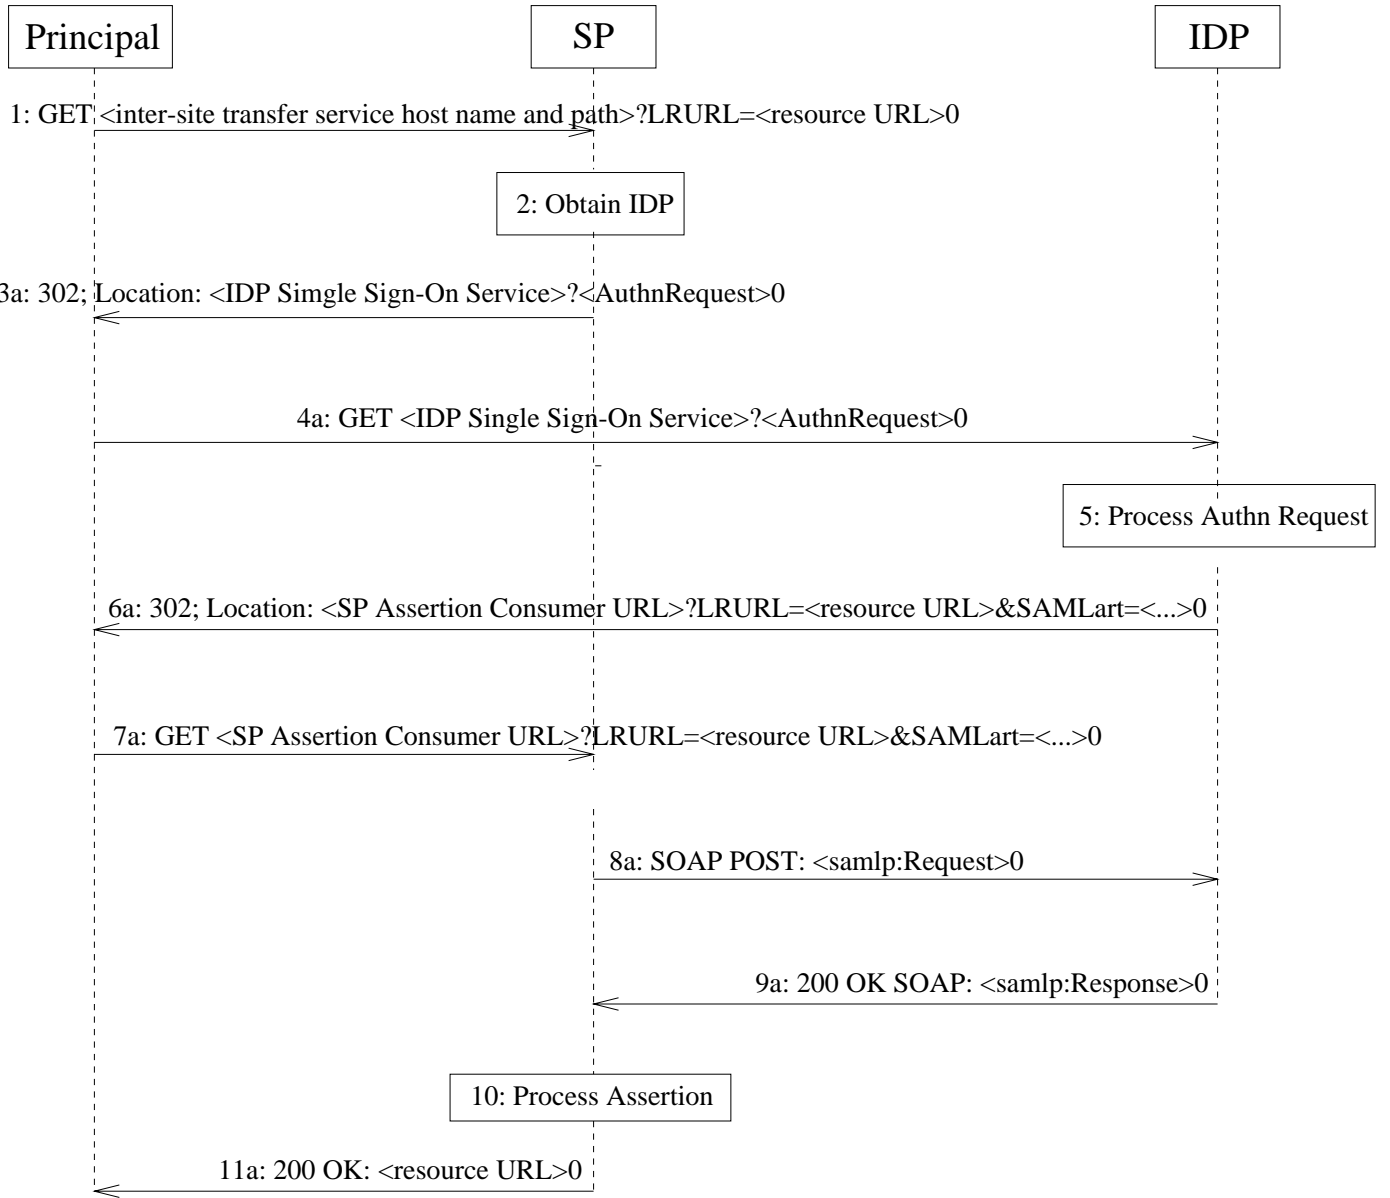 Principal
SP
IDP
1: GET <inter-site transfer service host name and path>?LRURL=<resource URL>0
2: Obtain IDP
3a: 302; Location: <IDP Simgle Sign-On Service>?<AuthnRequest>0
4a: GET <IDP Single Sign-On Service>?<AuthnRequest>0
5: Process Authn Request
6a: 302; Location: <SP Assertion Consumer URL>?LRURL=<resource URL>&SAMLart=<...>0
7a: GET <SP Assertion Consumer URL>?LRURL=<resource URL>&SAMLart=<...>0
8a: SOAP POST: <samlp:Request>0
9a: 200 OK SOAP: <samlp:Response>0
10: Process Assertion
11a: 200 OK: <resource URL>0